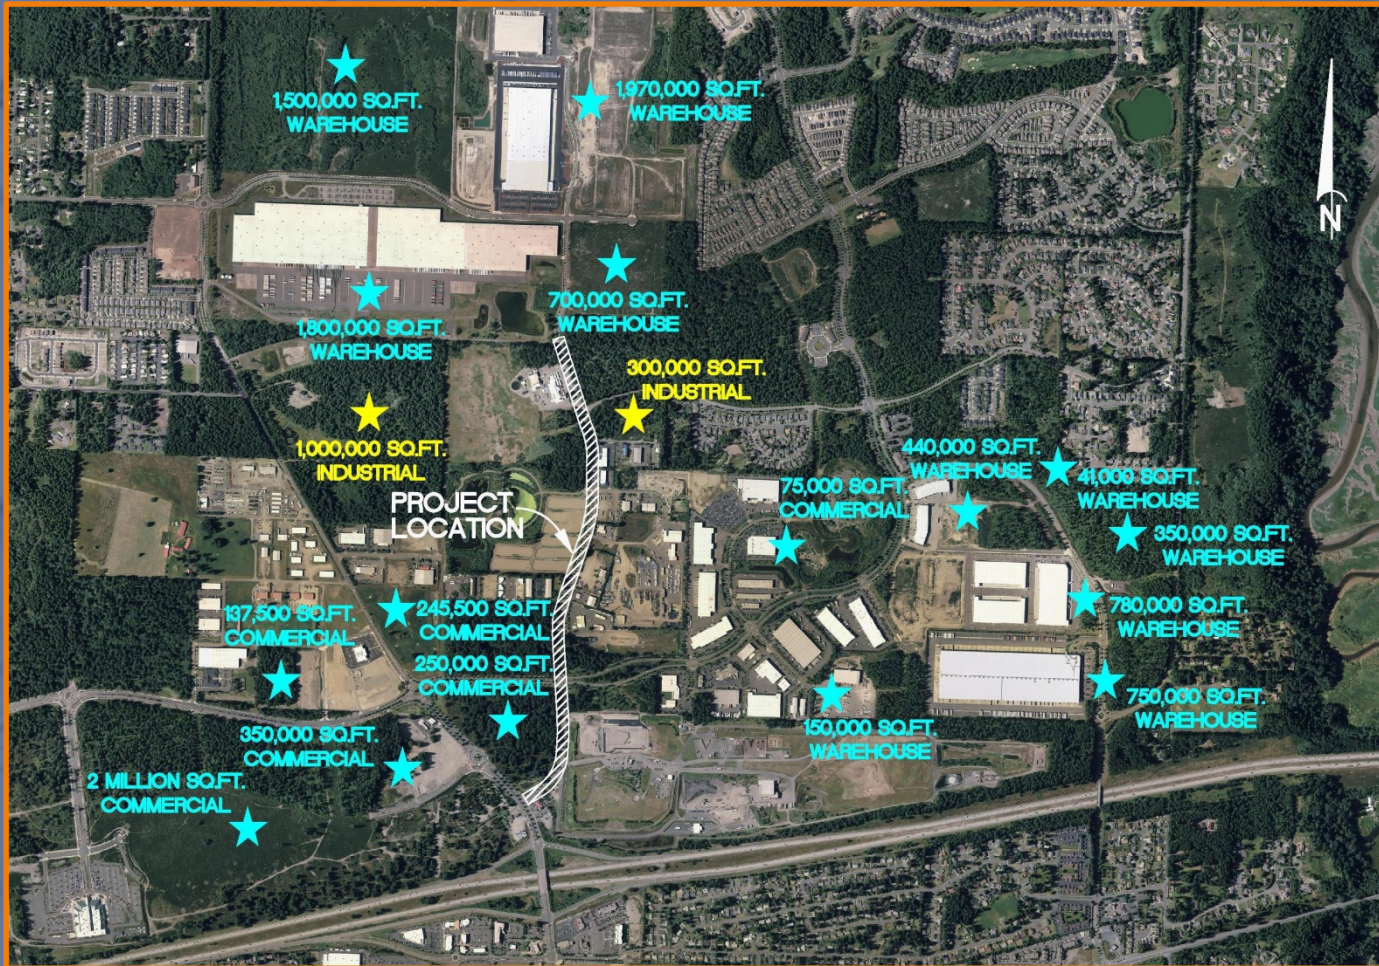 1,500,000 SQ.FT.
WAREHOUSE
1,970,000 SQ.FT.
WAREHOUSE
N
700,000 SQ.FT.
WAREHOUSE
1,800,000 SQ.FT.
WAREHOUSE
300,000 SQ.FT.
INDUSTRIAL
1,000,000 SQ.FT.
INDUSTRIAL
440,000 SQ.FT.
WAREHOUSE
41,000 SQ.FT.
WAREHOUSE
75,000 SQ.FT.
COMMERCIAL
PROJECT
LOCATION
350,000 SQ.FT.
WAREHOUSE
137,500 SQ.FT.
COMMERCIAL
245,500 SQ.FT.
COMMERCIAL
780,000 SQ.FT.
WAREHOUSE
250,000 SQ.FT.
COMMERCIAL
750,000 SQ.FT.
WAREHOUSE
350,000 SQ.FT.
COMMERCIAL
150,000 SQ.FT.
WAREHOUSE
2 MILLION SQ.FT.
COMMERCIAL